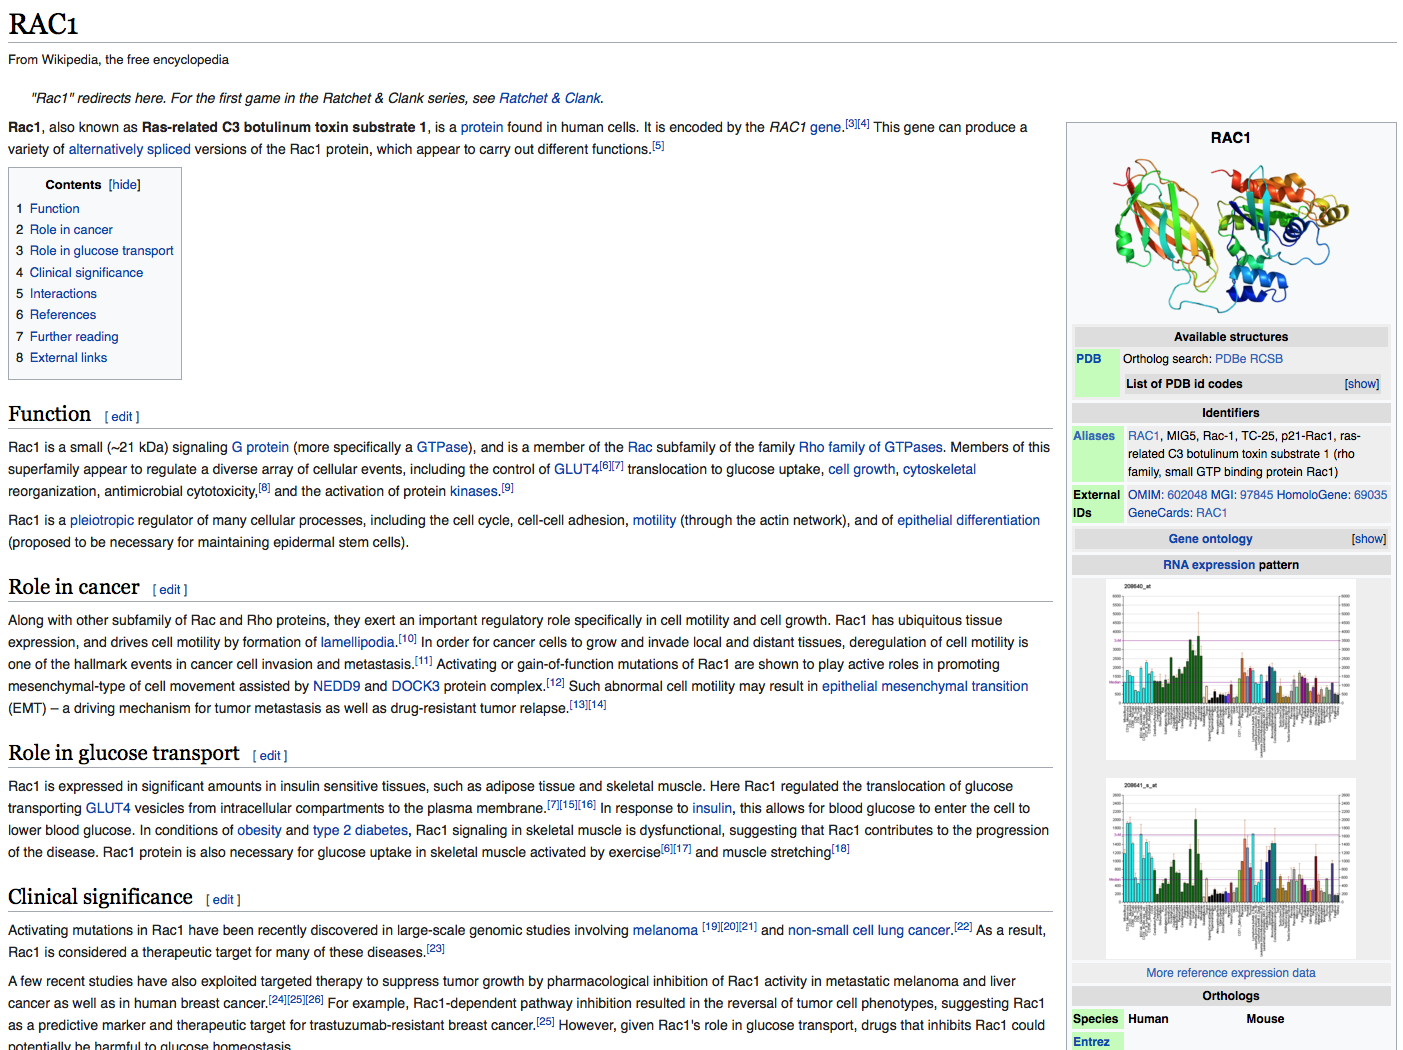 RAC1
From Wikipedia, the free encyclopedia
"Rac1" redirects here. For the first game in the Ratchet & Clank series, see Ratchet & Clank.
Rac1, also known as Ras-related C3 botulinum toxin substrate 1, is a protein found in human cells. It is encoded by the RAC1 gene.[3][4] This gene can produce a
variety of alternatively spliced versions of the Rac1 protein, which appear to carry out different functions.[5]
Contents [hide]
1 Function
2 Role in cancer
3 Role in glucose transport
4 Clinical significance
5 Interactions
6 References
7 Further reading
8 External links
Function [ edit ]
Rac1 is a small (~21 kDa) signaling G protein (more specifically a GTPase), and is a member of the Rac subfamily of the family Rho family of GTPases. Members of this
superfamily appear to regulate a diverse array of cellular events, including the control of GLUT4[6][7] translocation to glucose uptake, cell growth, cytoskeletal
reorganization, antimicrobial cytotoxicity,[8] and the activation of protein kinases.[9]
Rac1 is a pleiotropic regulator of many cellular processes, including the cell cycle, cell-cell adhesion, motility (through the actin network), and of epithelial differentiation
(proposed to be necessary for maintaining epidermal stem cells).
Role in cancer [ edit ]
Along with other subfamily of Rac and Rho proteins, they exert an important regulatory role specifically in cell motility and cell growth. Rac1 has ubiquitous tissue
expression, and drives cell motility by formation of lamellipodia.[10] In order for cancer cells to grow and invade local and distant tissues, deregulation of cell motility is
one of the hallmark events in cancer cell invasion and metastasis.[11] Activating or gain-of-function mutations of Rac1 are shown to play active roles in promoting
mesenchymal-type of cell movement assisted by NEDD9 and DOCK3 protein complex.[12] Such abnormal cell motility may result in epithelial mesenchymal transition
(EMT) – a driving mechanism for tumor metastasis as well as drug-resistant tumor relapse.[13][14]
Role in glucose transport [ edit ]
Rac1 is expressed in significant amounts in insulin sensitive tissues, such as adipose tissue and skeletal muscle. Here Rac1 regulated the translocation of glucose
transporting GLUT4 vesicles from intracellular compartments to the plasma membrane.[7][15][16] In response to insulin, this allows for blood glucose to enter the cell to
lower blood glucose. In conditions of obesity and type 2 diabetes, Rac1 signaling in skeletal muscle is dysfunctional, suggesting that Rac1 contributes to the progression
of the disease. Rac1 protein is also necessary for glucose uptake in skeletal muscle activated by exercise[6][17] and muscle stretching[18]
Clinical significance [ edit ]
Activating mutations in Rac1 have been recently discovered in large-scale genomic studies involving melanoma [19][20][21] and non-small cell lung cancer.[22] As a result,
Rac1 is considered a therapeutic target for many of these diseases.[23]
A few recent studies have also exploited targeted therapy to suppress tumor growth by pharmacological inhibition of Rac1 activity in metastatic melanoma and liver
cancer as well as in human breast cancer.[24][25][26] For example, Rac1-dependent pathway inhibition resulted in the reversal of tumor cell phenotypes, suggesting Rac1
as a predictive marker and therapeutic target for trastuzumab-resistant breast cancer.[25] However, given Rac1's role in glucose transport, drugs that inhibits Rac1 could
potentially be harmful to glucose homeostasis.
RAC1
Available structures
PDB Ortholog search: PDBe RCSB
List of PDB id codes [show]
Identifiers
Aliases RAC1, MIG5, Rac-1, TC-25, p21-Rac1, ras-
related C3 botulinum toxin substrate 1 (rho
family, small GTP binding protein Rac1)
External IDs OMIM: 602048 MGI: 97845 HomoloGene: 69035
GeneCards: RAC1
Gene ontology [show]
RNA expression pattern
208640_at
208641_s_at
More reference expression data
Orthologs
Species Human Mouse
Entrez